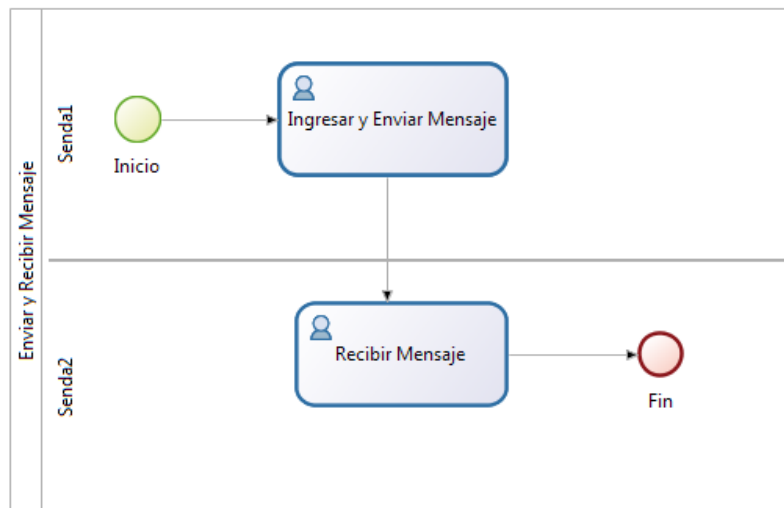 Enviar y Recibir Mensaje
Senda1
Inicio
Ingresar y Enviar Mensaje
Senda2
Recibir Mensaje
Fin